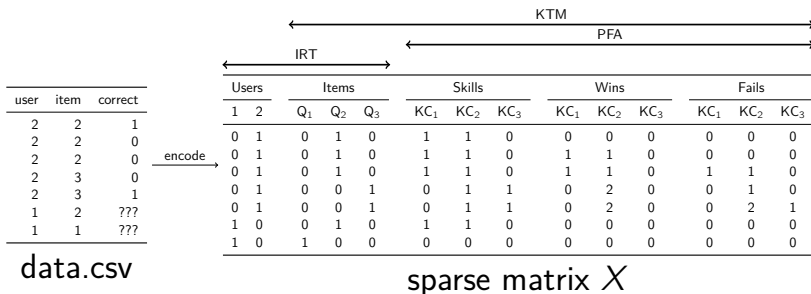 KTM
PFA
IRT
Users Items Skills Wins Fails
user item correct
1 2 Q1 Q2 Q3 KC1 KC2 KC3 KC1 KC2 KC3 KC1 KC2 KC3
2 2 1
2 2 0
2 2 0
2 3 0
2 3 1
1 2 ???
1 1 ???
encode
0 1 0 1 0 1 1 0 0 0 0 0 0 0
0 1 0 1 0 1 1 0 1 1 0 0 0 0
0 1 0 1 0 1 1 0 1 1 0 1 1 0
0 1 0 0 1 0 1 1 0 2 0 0 1 0
0 1 0 0 1 0 1 1 0 2 0 0 2 1
1 0 0 1 0 1 1 0 0 0 0 0 0 0
1 0 1 0 0 0 0 0 0 0 0 0 0 0
data.csv
sparse matrix X